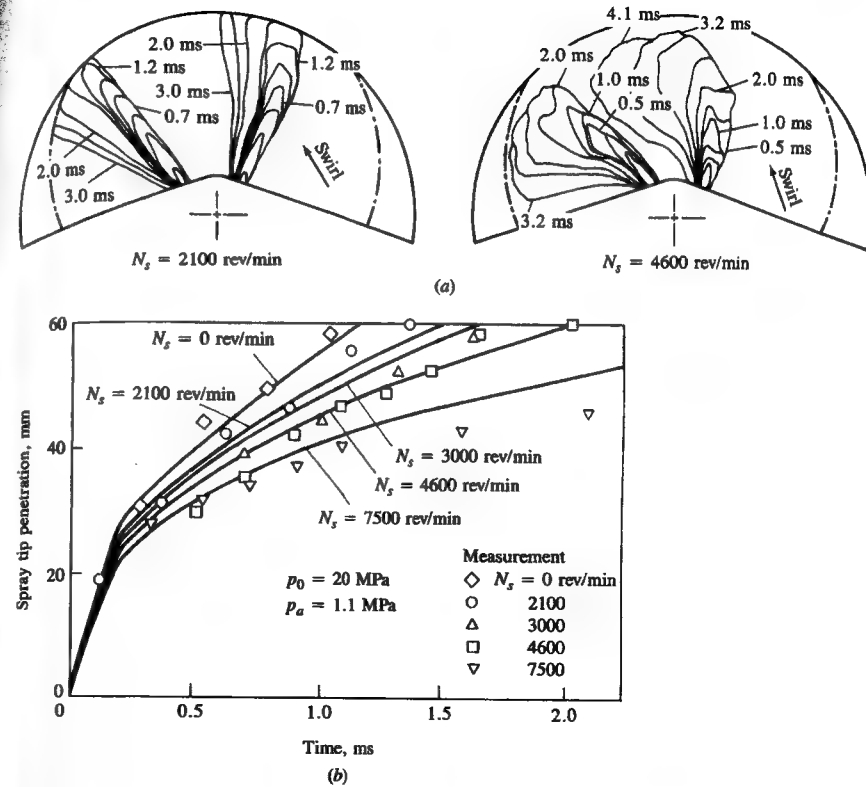 2.0 ms
1.2 ms
3.0 ms
0.7 ms
2.0 ms
3.0 ms
1.2 ms
0.7 ms
Swirl
N_s = 2100 rev/min
4.1 ms
3.2 ms
2.0 ms
1.0 ms
0.5 ms
2.0 ms
1.0 ms
0.5 ms
3.2 ms
Swirl
N_s = 4600 rev/min
(a)
Spray tip penetration, mm
60
40
20
0
N_s = 0 rev/min
N_s = 2100 rev/min
N_s = 3000 rev/min
N_s = 4600 rev/min
N_s = 7500 rev/min
p_0 = 20 MPa
p_a = 1.1 MPa
Measurement
◇ N_s = 0 rev/min
○ 2100
△ 3000
□ 4600
▽ 7500
0 0.5 1.0 1.5 2.0
Time, ms
(b)